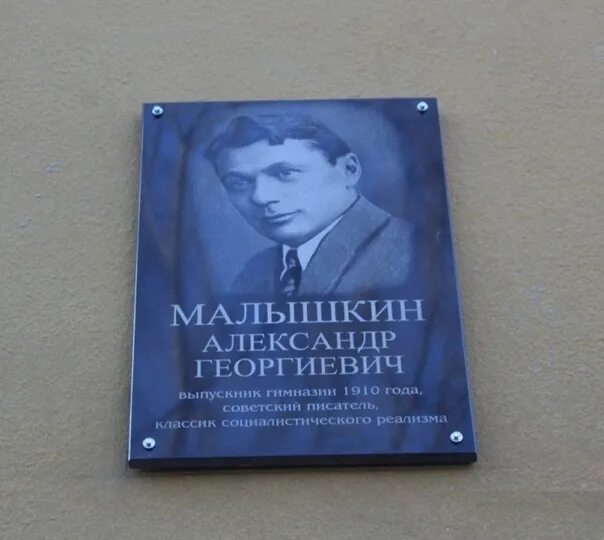 МАЛЫШКИН
АЛЕКСАНДР
ГЕОРГИЕВИЧ
выпускник гимназии 1910 года,
советский писатель,
классик социалистического реализма